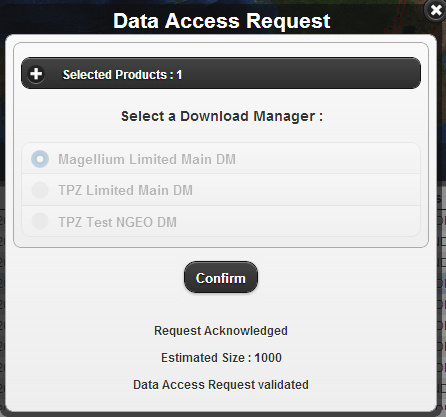 Data Access Request
Selected Products : 1
Select a Download Manager :
Magellium Limited Main DM
TPZ Limited Main DM
TPZ Test NGEO DM
Confirm
Request Acknowledged
Estimated Size : 1000
Data Access Request validated